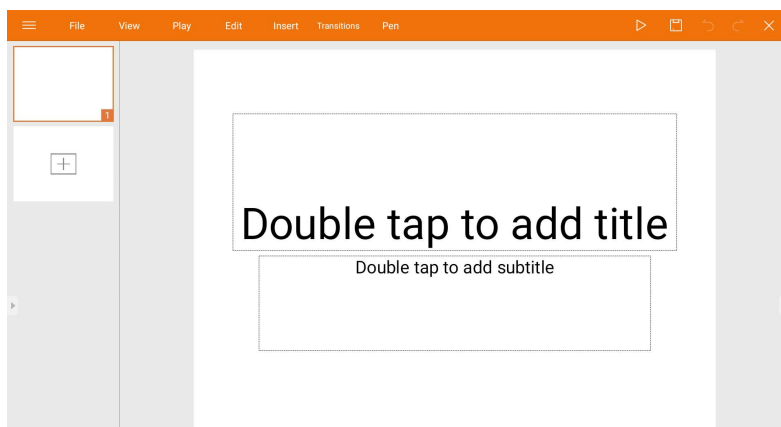 File View Play Edit Insert Transitions Pen
1
Double tap to add title
Double tap to add subtitle